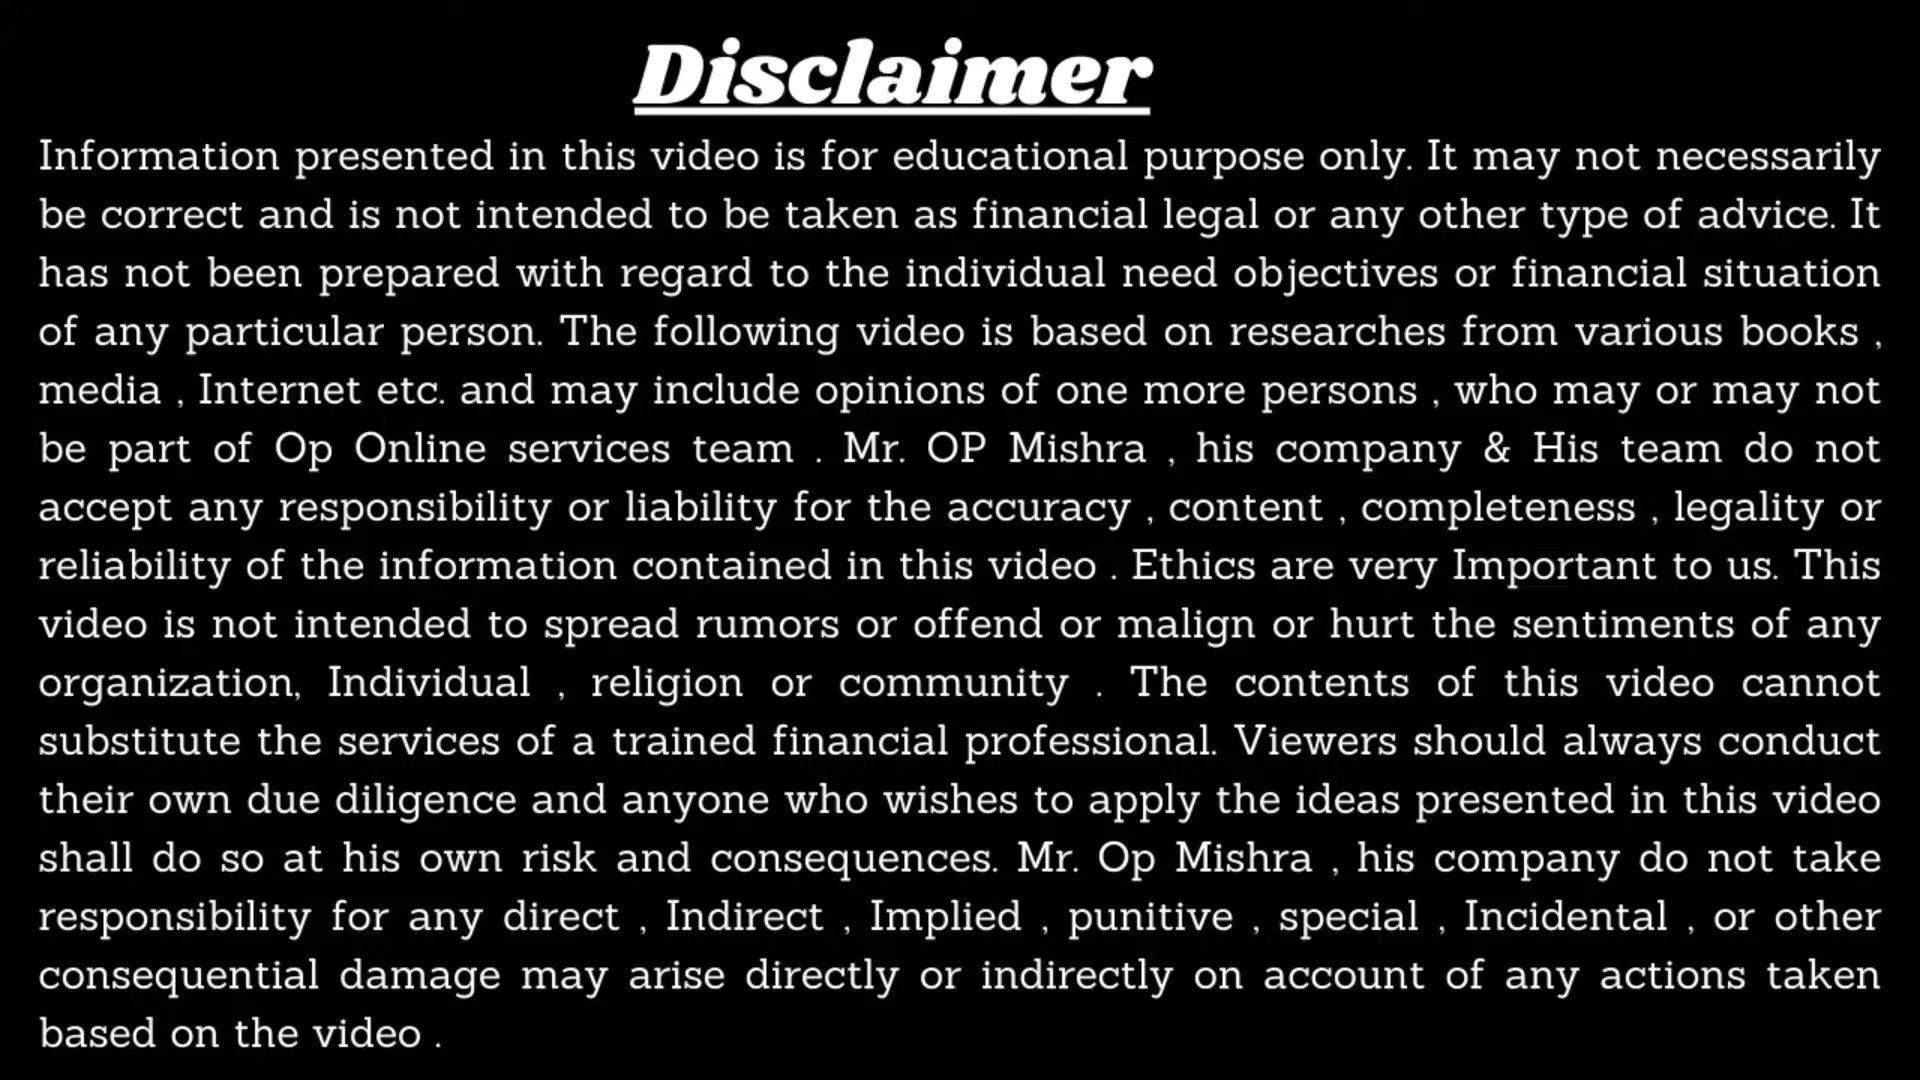 Disclaimer
Information presented in this video is for educational purpose only. It may not necessarily
be correct and is not intended to be taken as financial legal or any other type of advice. It
has not been prepared with regard to the individual need objectives or financial situation
of any particular person. The following video is based on researches from various books ,
media , Internet etc. and may include opinions of one more persons , who may or may not
be part of Op Online services team . Mr. OP Mishra , his company & His team do not
accept any responsibility or liability for the accuracy , content , completeness , legality or
reliability of the information contained in this video . Ethics are very Important to us. This
video is not intended to spread rumors or offend or malign or hurt the sentiments of any
organization, Individual , religion or community . The contents of this video cannot
substitute the services of a trained financial professional. Viewers should always conduct
their own due diligence and anyone who wishes to apply the ideas presented in this video
shall do so at his own risk and consequences. Mr. Op Mishra , his company do not take
responsibility for any direct , Indirect , Implied , punitive , special , Incidental , or other
consequential damage may arise directly or indirectly on account of any actions taken
based on the video .